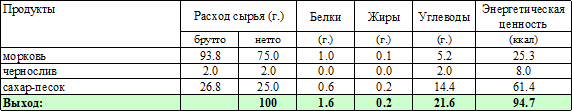 Продукты Расход сырья (г.) Белки Жиры Углеводы Энергетическая ценность
брутто нетто (г.) (г.) (г.) (ккал)
морковь 93.8 75.0 1.0 0.1 5.2 25.3
чернослив 2.0 2.0 0.0 0.0 2.0 8.0
сахар-песок 26.8 25.0 0.6 0.2 14.4 61.4
Выход: 100 1.6 0.2 21.6 94.7